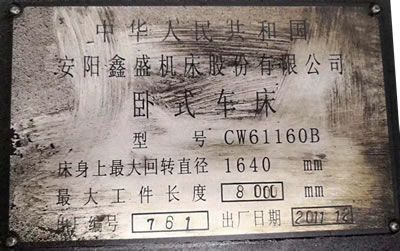 中华人民共和国
安阳鑫盛机床股份有限公司
卧式车床
型 号 CW61160B
床身上最大回转直径 1640 mm
最大工件长度 8000 mm
出厂编号 761 出厂日期 2011 12